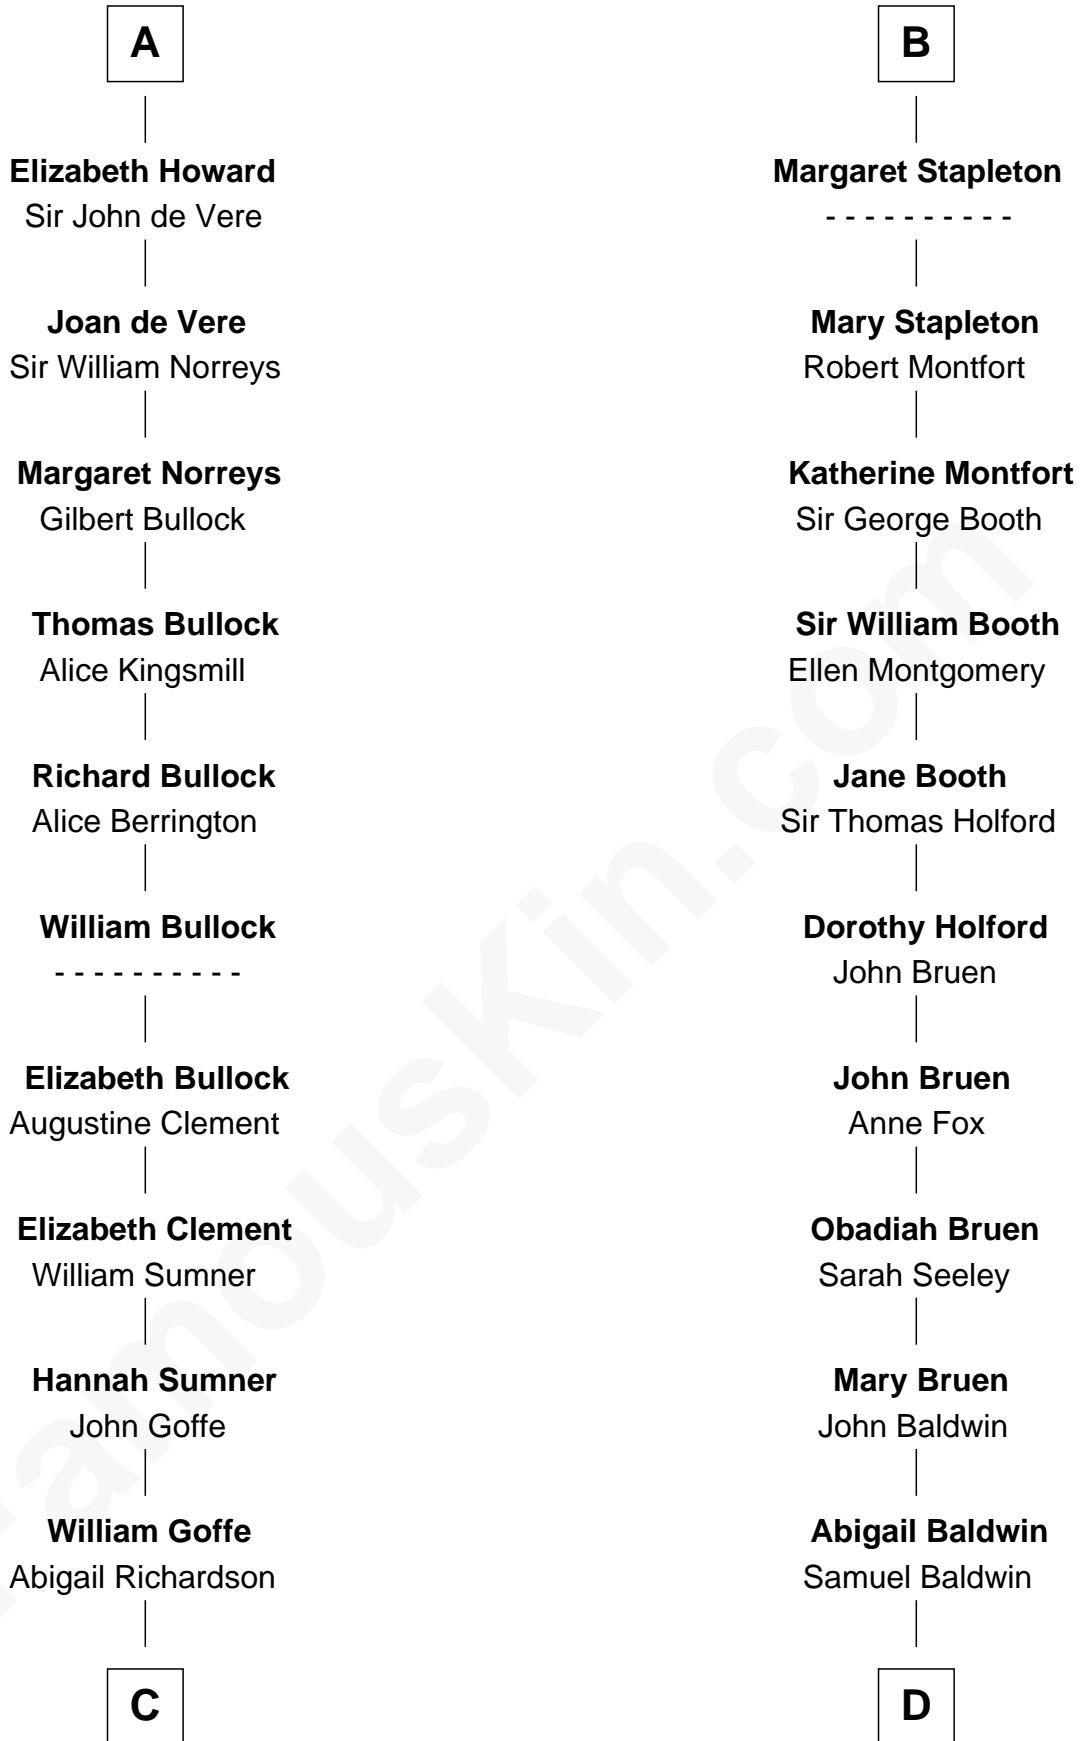 A
Elizabeth Howard
Sir John de Vere
Joan de Vere
Sir William Norreys
Margaret Norreys
Gilbert Bullock
Thomas Bullock
Alice Kingsmill
Richard Bullock
Alice Berrington
William Bullock
- - - - - - - - - -
Elizabeth Bullock
Augustine Clement
Elizabeth Clement
William Sumner
Hannah Sumner
John Goffe
William Goffe
Abigail Richardson
C
B
Margaret Stapleton
- - - - - - - - - -
Mary Stapleton
Robert Montfort
Katherine Montfort
Sir George Booth
Sir William Booth
Ellen Montgomery
Jane Booth
Sir Thomas Holford
Dorothy Holford
John Bruen
John Bruen
Anne Fox
Obadiah Bruen
Sarah Seeley
Mary Bruen
John Baldwin
Abigail Baldwin
Samuel Baldwin
D
FamousKin.com